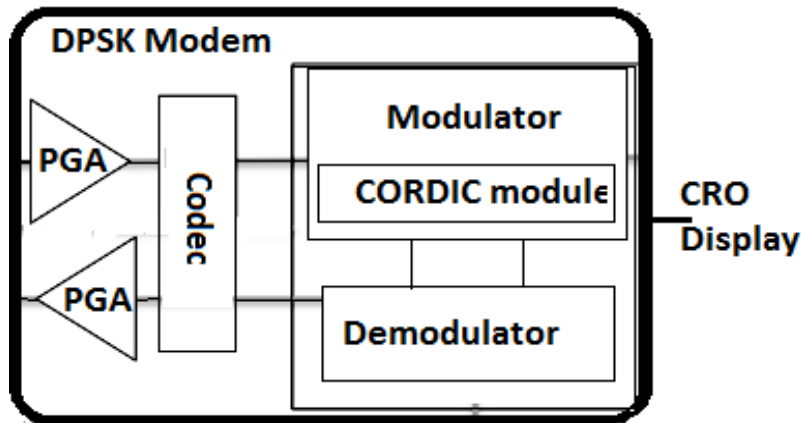 DPSK Modem
PGA
Codec
Modulator
CORDIC module
CRO
Display
PGA
Demodulator